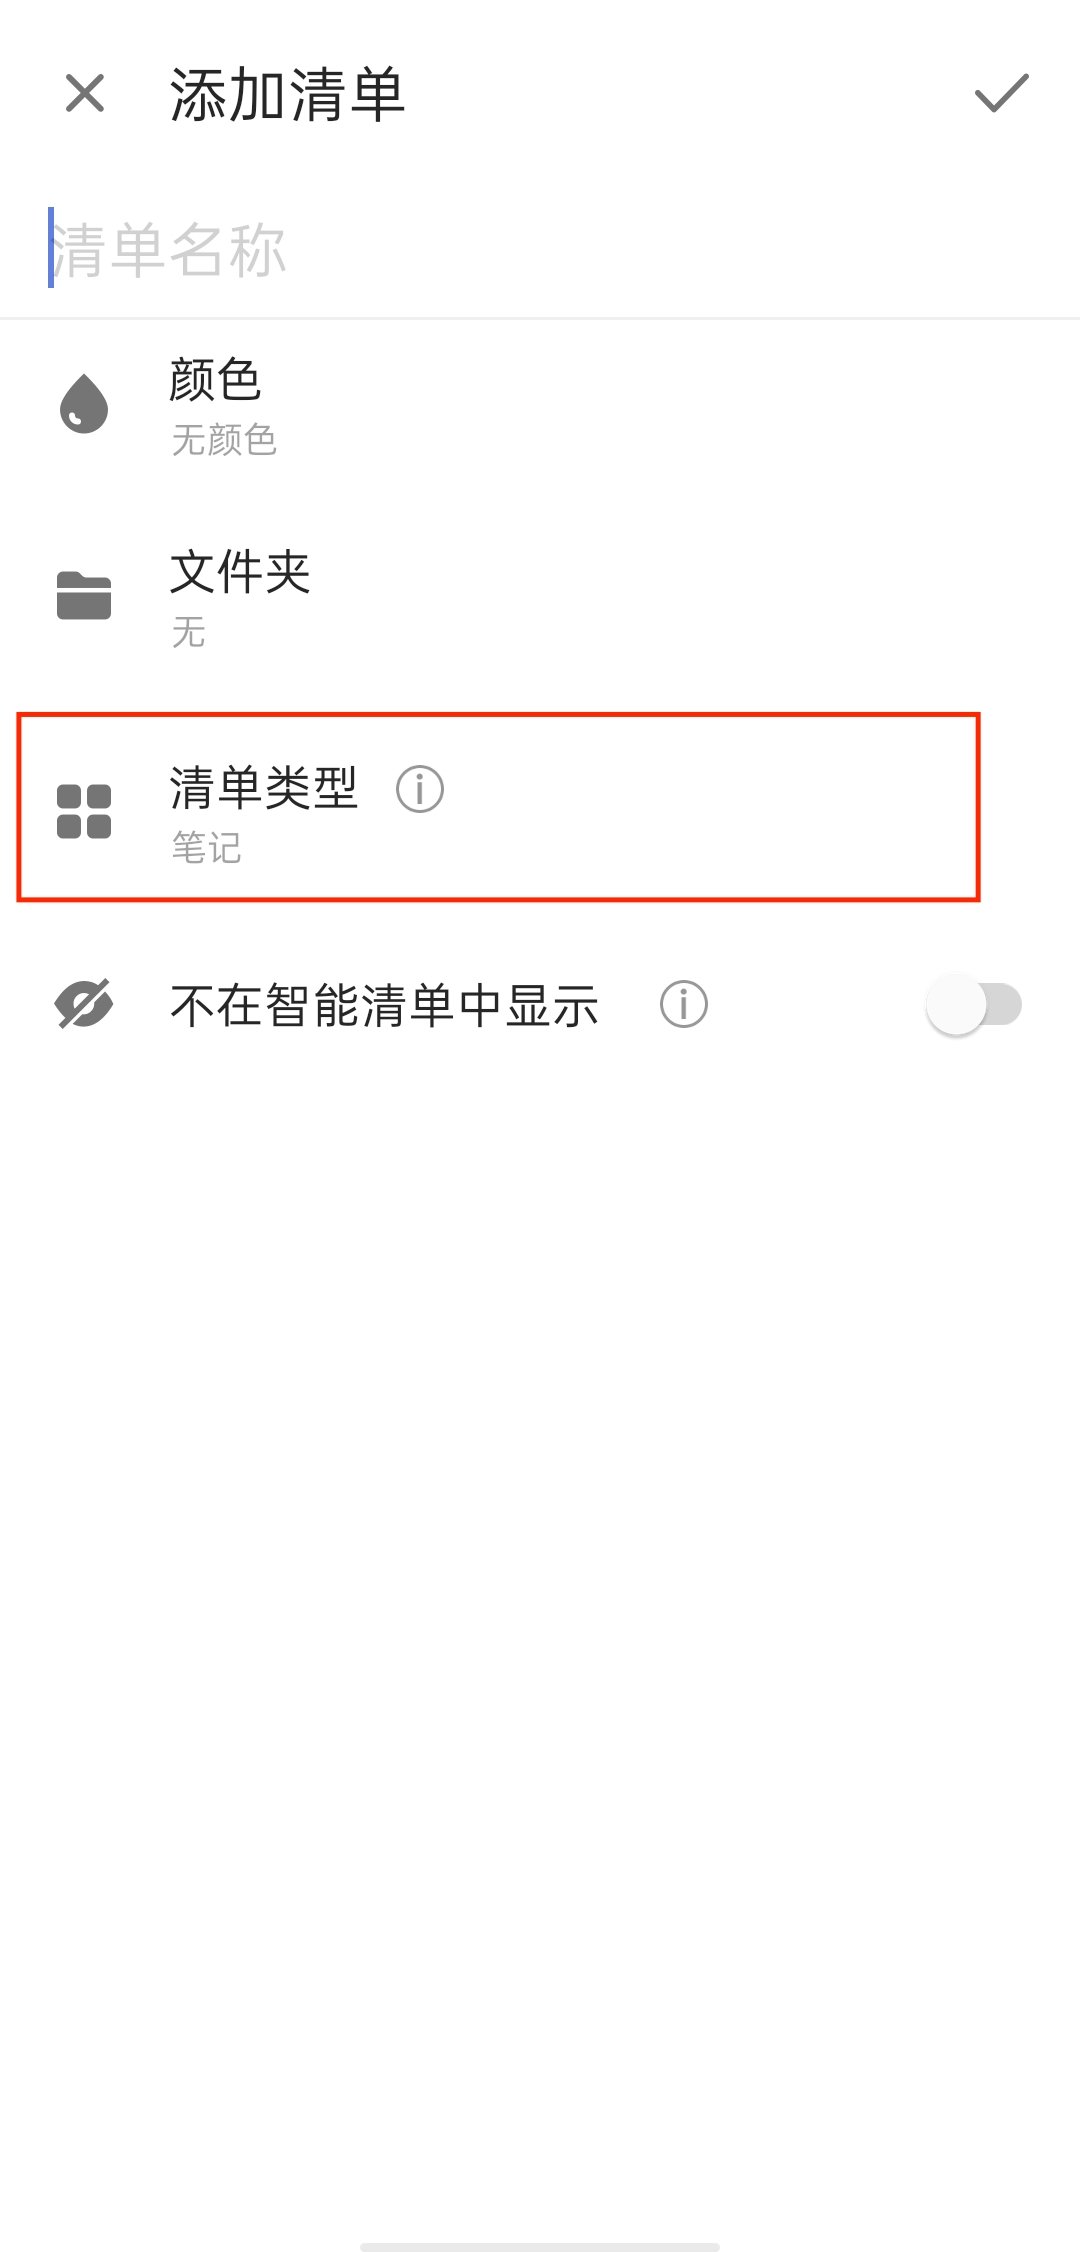 添加清单
清单名称
颜色
无颜色
文件夹
无
清单类型
笔记
不在智能清单中显示